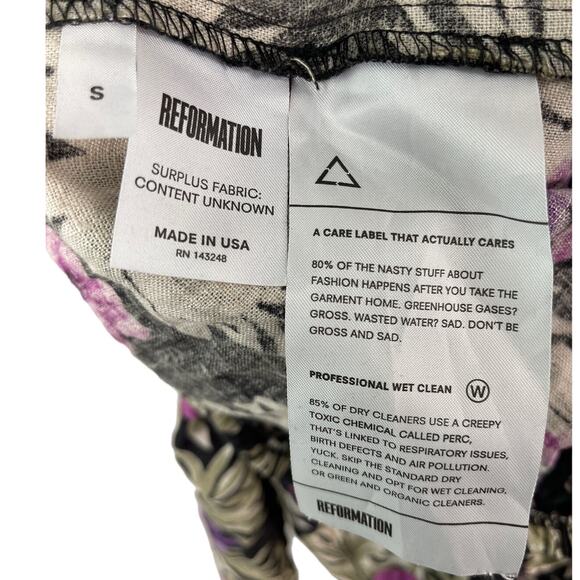 S
REFORMATION
SURPLUS FABRIC:
CONTENT UNKNOWN
MADE IN USA
RN 143248
A CARE LABEL THAT ACTUALLY CARES
80% OF THE NASTY STUFF ABOUT
FASHION HAPPENS AFTER YOU TAKE THE
GARMENT HOME. GREENHOUSE GASES?
GROSS. WASTED WATER? SAD. DON'T BE
GROSS AND SAD.
PROFESSIONAL WET CLEAN W
85% OF DRY CLEANERS USE A CREEPY
TOXIC CHEMICAL CALLED PERC,
THAT'S LINKED TO RESPIRATORY ISSUES,
BIRTH DEFECTS AND AIR POLLUTION.
YUCK. SKIP THE STANDARD DRY
CLEANING AND OPT FOR WET CLEANING,
OR GREEN AND ORGANIC CLEANERS.
REFORMATION